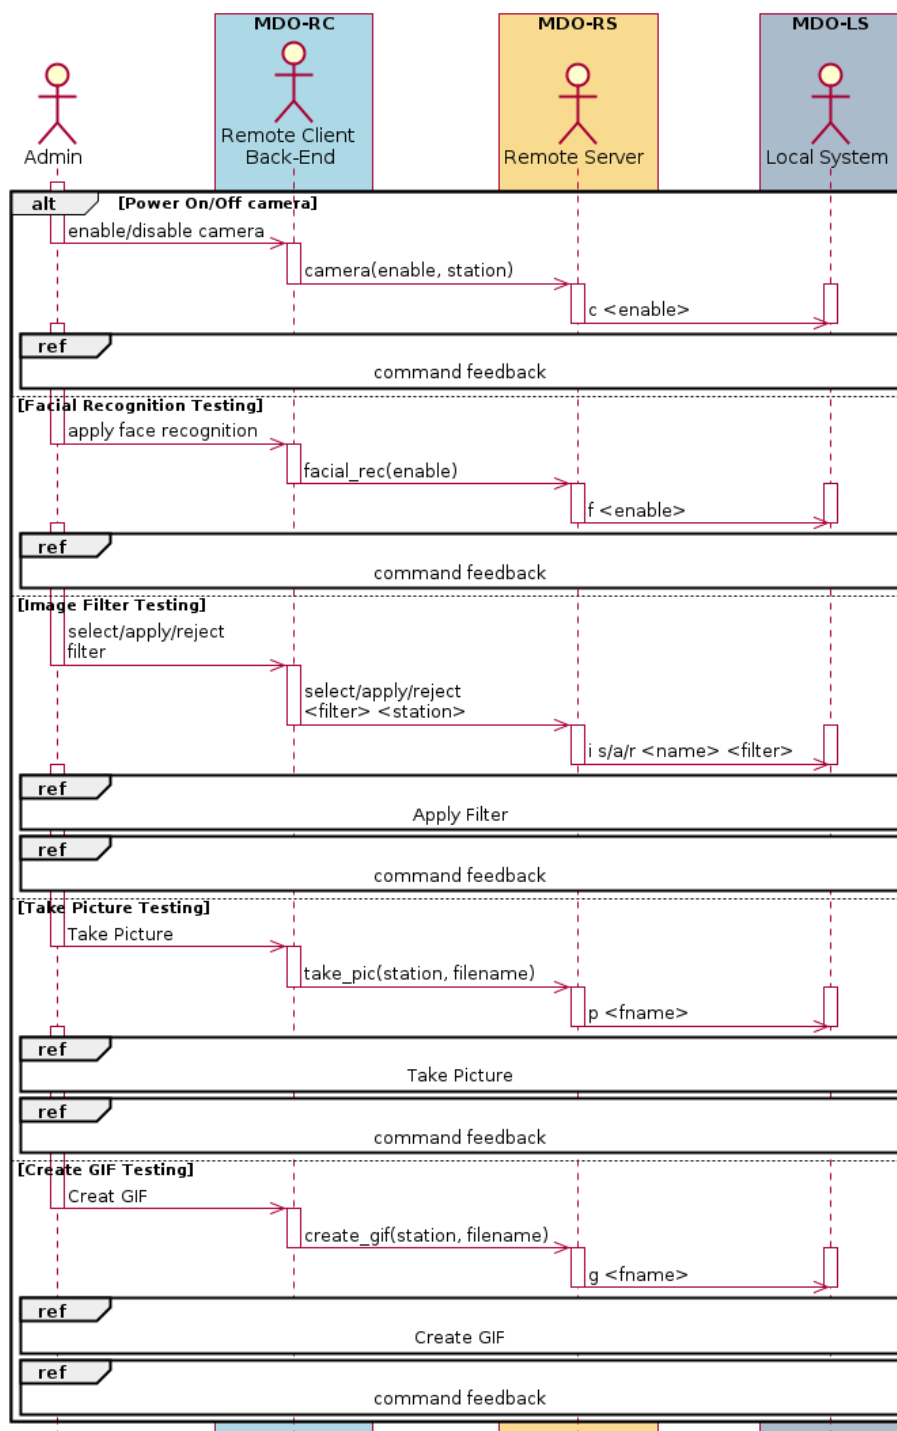 MDO-RC
MDO-RS
MDO-LS
Admin
Remote Client
Back-End
Remote Server
Local System
alt
[Power On/Off camera]
enable/disable camera
camera(enable, station)
c <enable>
ref
command feedback
[Facial Recognition Testing]
apply face recognition
facial_rec(enable)
f <enable>
ref
command feedback
[Image Filter Testing]
select/apply/reject
filter
select/apply/reject
<filter> <station>
i s/a/r <name> <filter>
ref
Apply Filter
ref
command feedback
[Take Picture Testing]
Take Picture
take_pic(station, filename)
p <fname>
ref
Take Picture
ref
command feedback
[Create GIF Testing]
Creat GIF
create_gif(station, filename)
g <fname>
ref
Create GIF
ref
command feedback